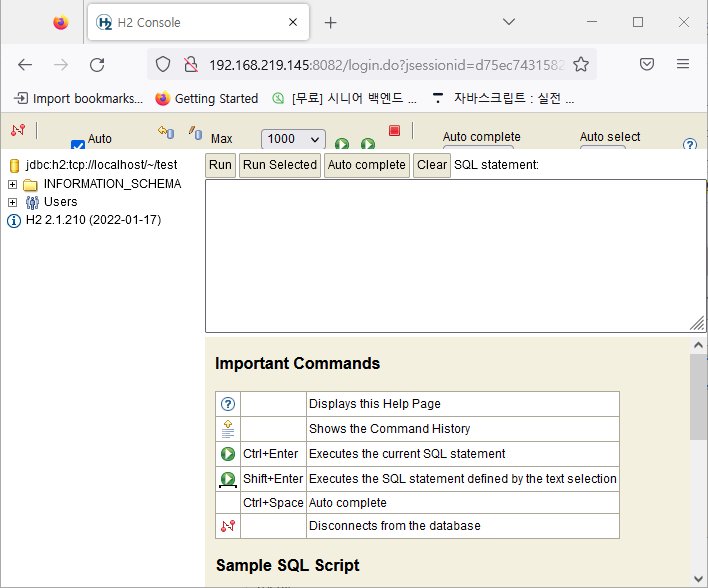 H2 Console
192.168.219.145:8082/login.do?jsessionid=d75ec7431582
Import bookmarks... Getting Started [무료] 시니어 백엔드 ... 자바스크립트 : 실전 ...
Auto Max 1000 Auto complete Auto select
jdbc:h2:tcp://localhost/~/test
INFORMATION_SCHEMA
Users
H2 2.1.210 (2022-01-17)
Run Run Selected Auto complete Clear SQL statement:
Important Commands
Displays this Help Page
Shows the Command History
Ctrl+Enter Executes the current SQL statement
Shift+Enter Executes the SQL statement defined by the text selection
Ctrl+Space Auto complete
Disconnects from the database
Sample SQL Script